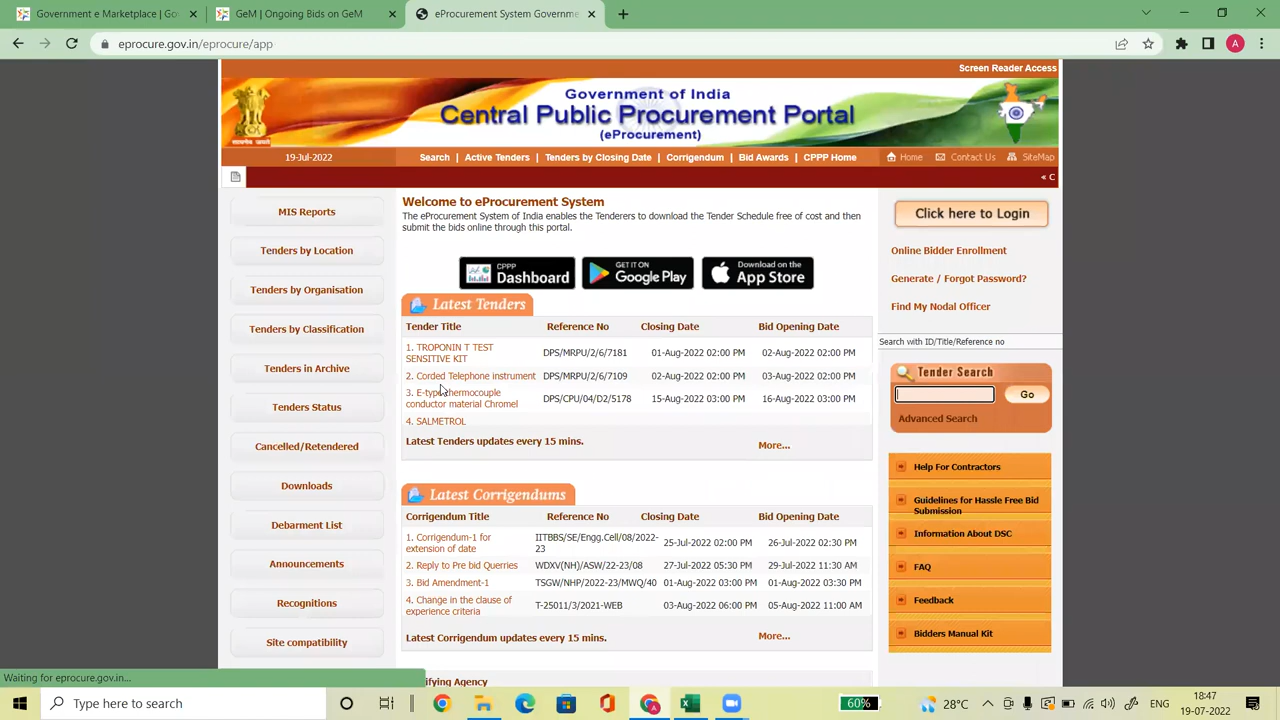 Government e Marketplace | Go
GeM | Ongoing Bids on GeM
eProcurement System Governme
eprocure.gov.in/eprocure/app
A
Screen Reader Access
Government of India
Central Public Procurement Portal
(eProcurement)
19-Jul-2022
Search | Active Tenders | Tenders by Closing Date | Corrigendum | Bid Awards | CPPP Home
Home
Contact Us
SiteMap
« C
MIS Reports
Tenders by Location
Tenders by Organisation
Tenders by Classification
Tenders in Archive
Tenders Status
Cancelled/Retendered
Downloads
Debarment List
Announcements
Recognitions
Site compatibility
Welcome to eProcurement System
The eProcurement System of India enables the Tenderers to download the Tender Schedule free of cost and then
submit the bids online through this portal.
CPPP
Dashboard
GET IT ON
Google Play
Download on the
App Store
Latest Tenders
Tender Title Reference No Closing Date Bid Opening Date
1. TROPONIN T TEST
SENSITIVE KIT DPS/MRPU/2/6/7181 01-Aug-2022 02:00 PM 02-Aug-2022 02:00 PM
2. Corded Telephone instrument DPS/MRPU/2/6/7109 02-Aug-2022 02:00 PM 03-Aug-2022 02:00 PM
3. E-type thermocouple
conductor material Chromel DPS/CPU/04/D2/5178 15-Aug-2022 03:00 PM 16-Aug-2022 03:00 PM
4. SALMETROL
Latest Tenders updates every 15 mins.
More...
Latest Corrigendums
Corrigendum Title Reference No Closing Date Bid Opening Date
1. Corrigendum-1 for
extension of date IITBBS/SE/Engg.Cell/08/2022-
23 25-Jul-2022 02:00 PM 26-Jul-2022 02:30 PM
2. Reply to Pre bid Querries WDXV(NH)/ASW/22-23/08 27-Jul-2022 05:30 PM 29-Jul-2022 11:30 AM
3. Bid Amendment-1 TSGW/NHP/2022-23/MWQ/40 01-Aug-2022 03:00 PM 01-Aug-2022 03:30 PM
4. Change in the clause of
experience criteria T-25011/3/2021-WEB 03-Aug-2022 06:00 PM 05-Aug-2022 11:00 AM
Latest Corrigendum updates every 15 mins.
More...
ifying Agency
Click here to Login
Online Bidder Enrollment
Generate / Forgot Password?
Find My Nodal Officer
Search with ID/Title/Reference no
Tender Search
Go
Advanced Search
Help For Contractors
Guidelines for Hassle Free Bid
Submission
Information About DSC
FAQ
Feedback
Bidders Manual Kit
Waiting for eprocure.gov.in...
Type here to search
60%
28°C
ENG
18:47
19-07-2022